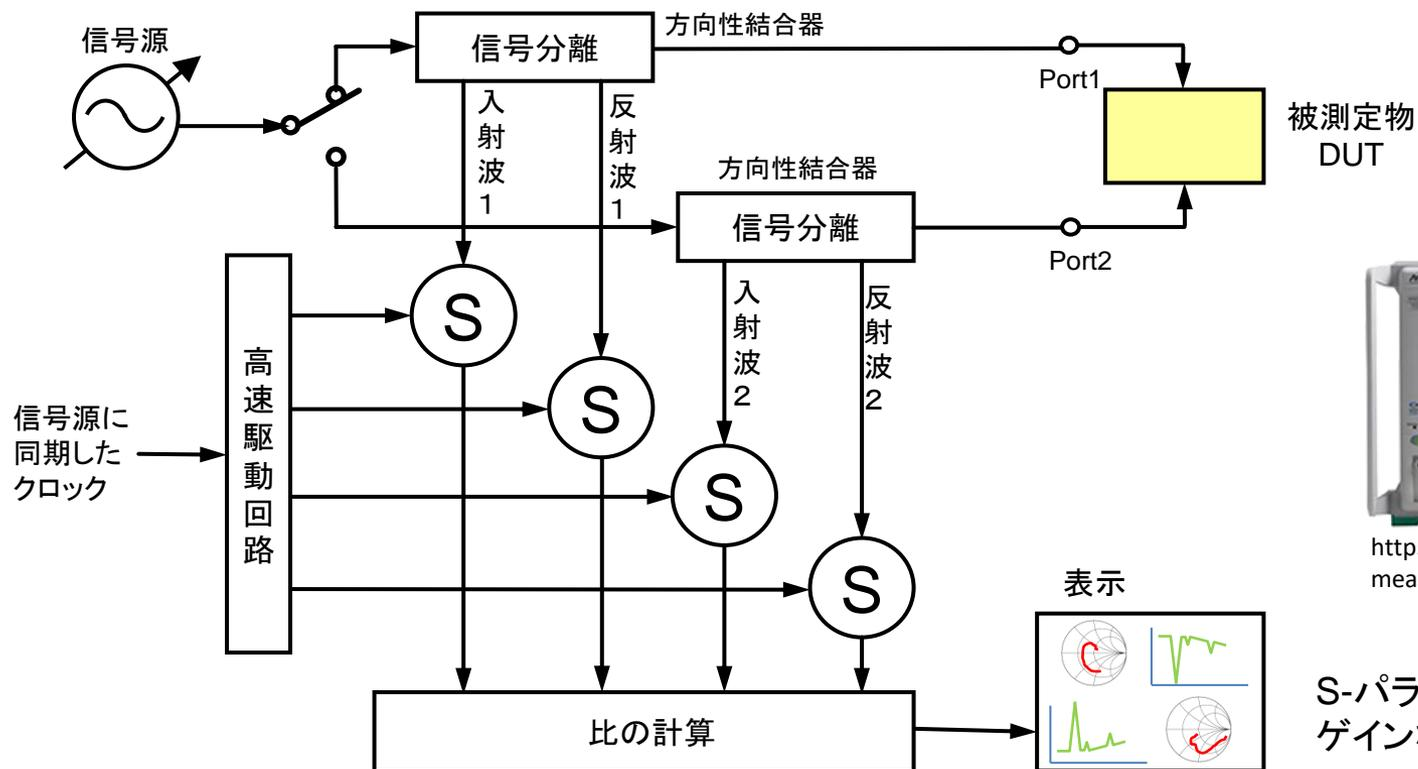 信号源
信号分離
方向性結合器
入射波1
反射波1
Port1
被測定物
DUT
方向性結合器
信号分離
Port2
入射波2
反射波2
S
S
S
S
高速駆動回路
信号源に
同期した
クロック
表示
比の計算
http
mea
S-パラ
ゲイン